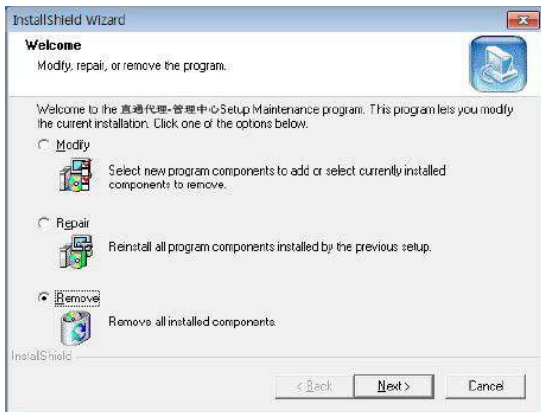 InstallShield Wizard
Welcome
Modify, repair, or remove the program.
Welcome to the 直通代理-管理中心Setup Maintenance program. This program lets you modify
the current installation. Click one of the options below.
Modify
Select new program components to add or select currently installed
components to remove.
Repair
Reinstall all program components installed by the previous setup.
Remove
Remove all installed components.
InstallShield
< Back
Next >
Cancel